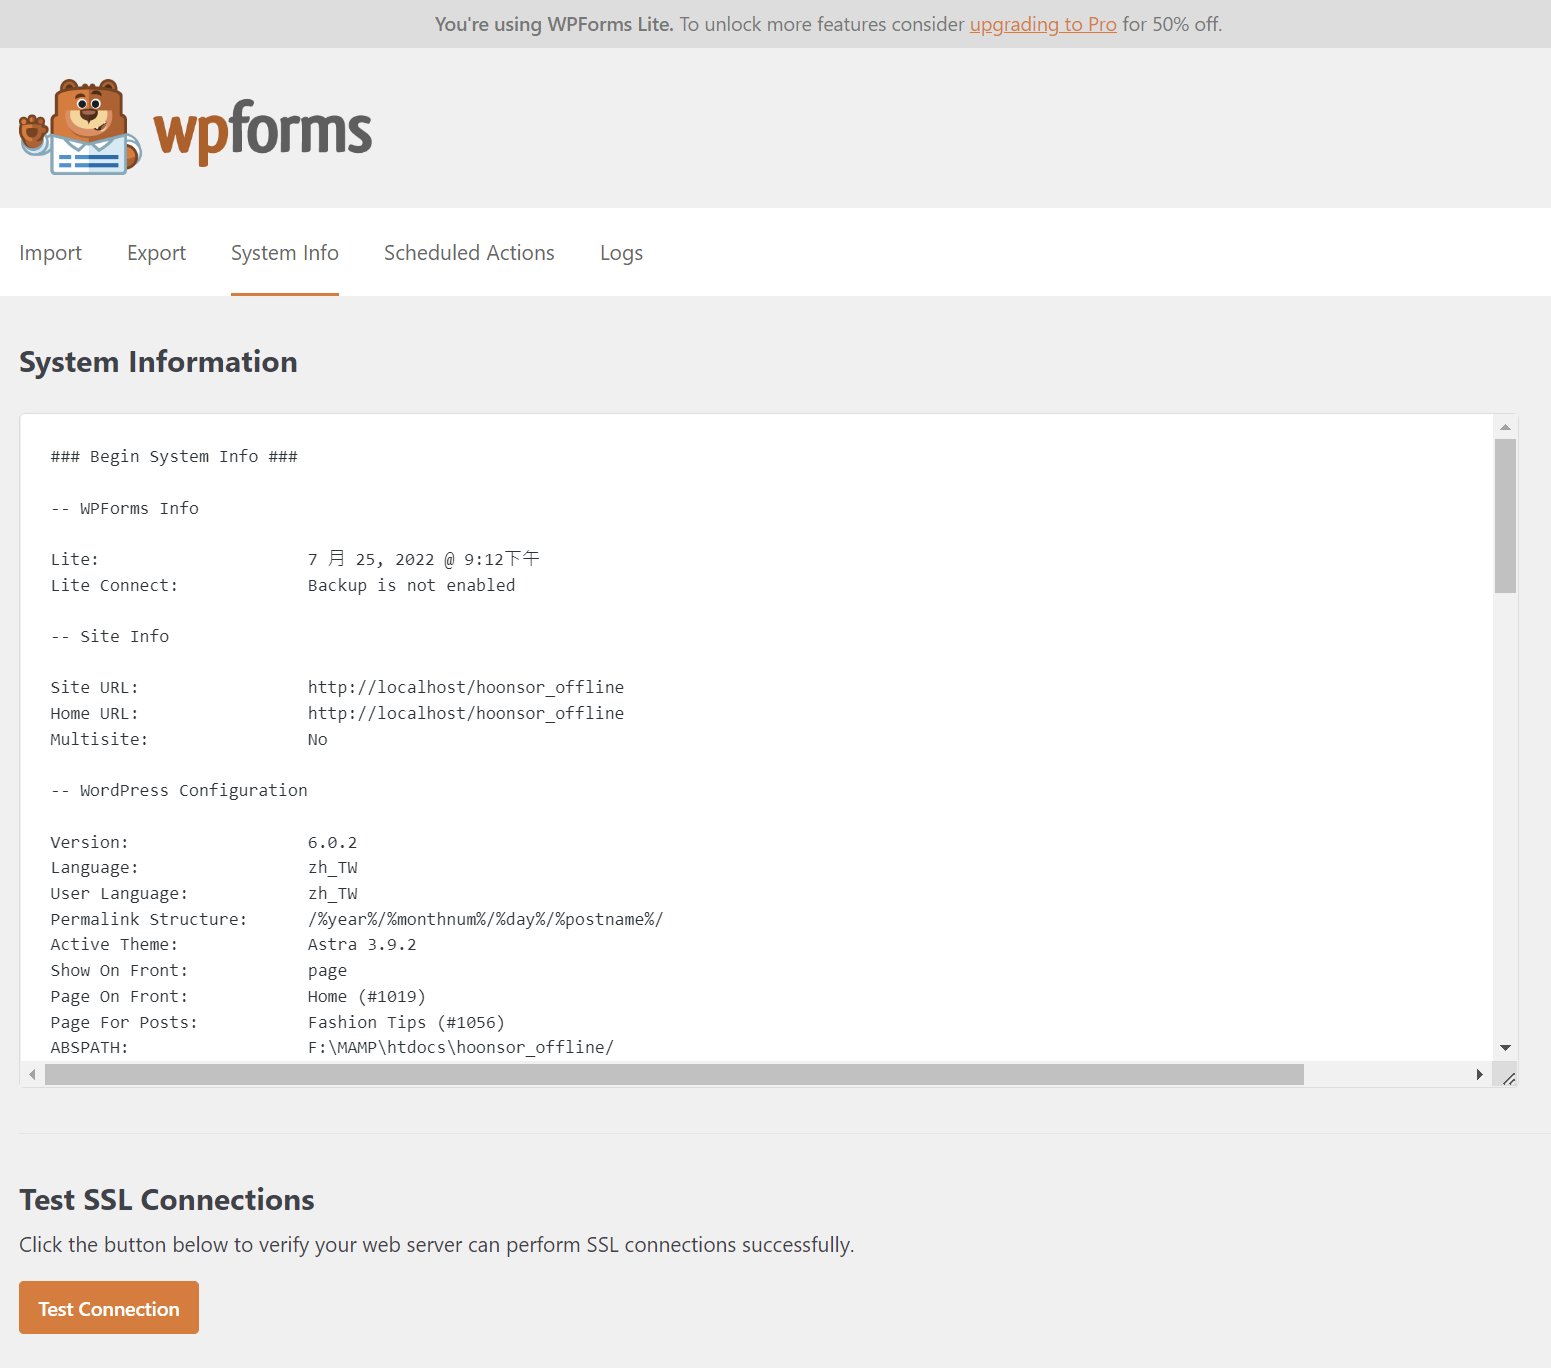 You're using WPForms Lite. To unlock more features consider upgrading to Pro for 50% off.
wpforms
Import Export System Info Scheduled Actions Logs
System Information
### Begin System Info ###
-- WPForms Info
Lite: 7 月 25, 2022 @ 9:12下午
Lite Connect: Backup is not enabled
-- Site Info
Site URL: http://localhost/hoonsor_offline
Home URL: http://localhost/hoonsor_offline
Multisite: No
-- WordPress Configuration
Version: 6.0.2
Language: zh_TW
User Language: zh_TW
Permalink Structure: /%year%/%monthnum%/%day%/%postname%/
Active Theme: Astra 3.9.2
Show On Front: page
Page On Front: Home (#1019)
Page For Posts: Fashion Tips (#1056)
ABSPATH: F:\MAMP\htdocs\hoonsor_offline/
Test SSL Connections
Click the button below to verify your web server can perform SSL connections successfully.
Test Connection